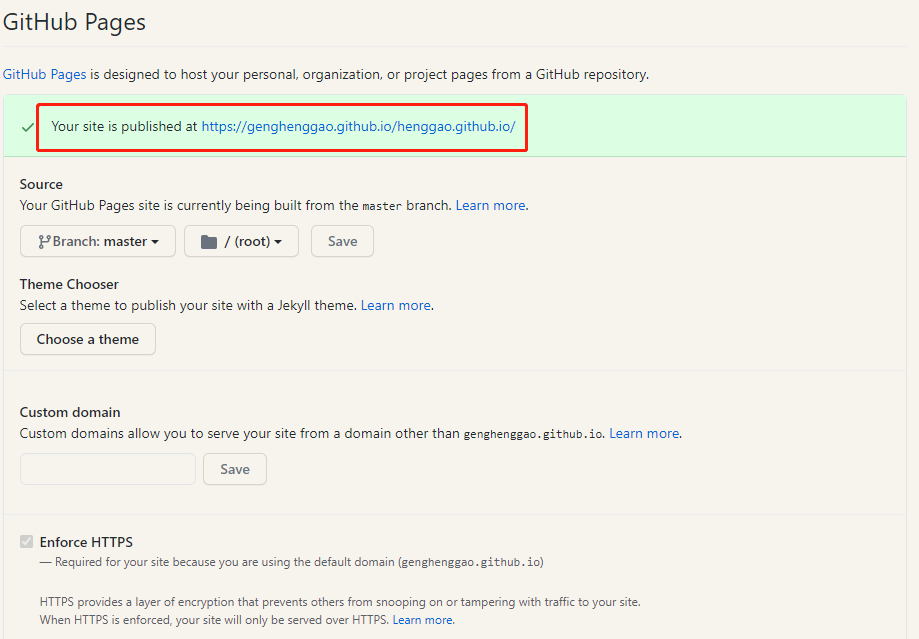 GitHub Pages
GitHub Pages is designed to host your personal, organization, or project pages from a GitHub repository.
Your site is published at https://genghenggao.github.io/henggao.github.io/
Source
Your GitHub Pages site is currently being built from the master branch. Learn more.
Branch: master / (root) Save
Theme Chooser
Select a theme to publish your site with a Jekyll theme. Learn more.
Choose a theme
Custom domain
Custom domains allow you to serve your site from a domain other than genghenggao.github.io. Learn more.
Save
Enforce HTTPS
— Required for your site because you are using the default domain (genghenggao.github.io)
HTTPS provides a layer of encryption that prevents others from snooping on or tampering with traffic to your site.
When HTTPS is enforced, your site will only be served over HTTPS. Learn more.